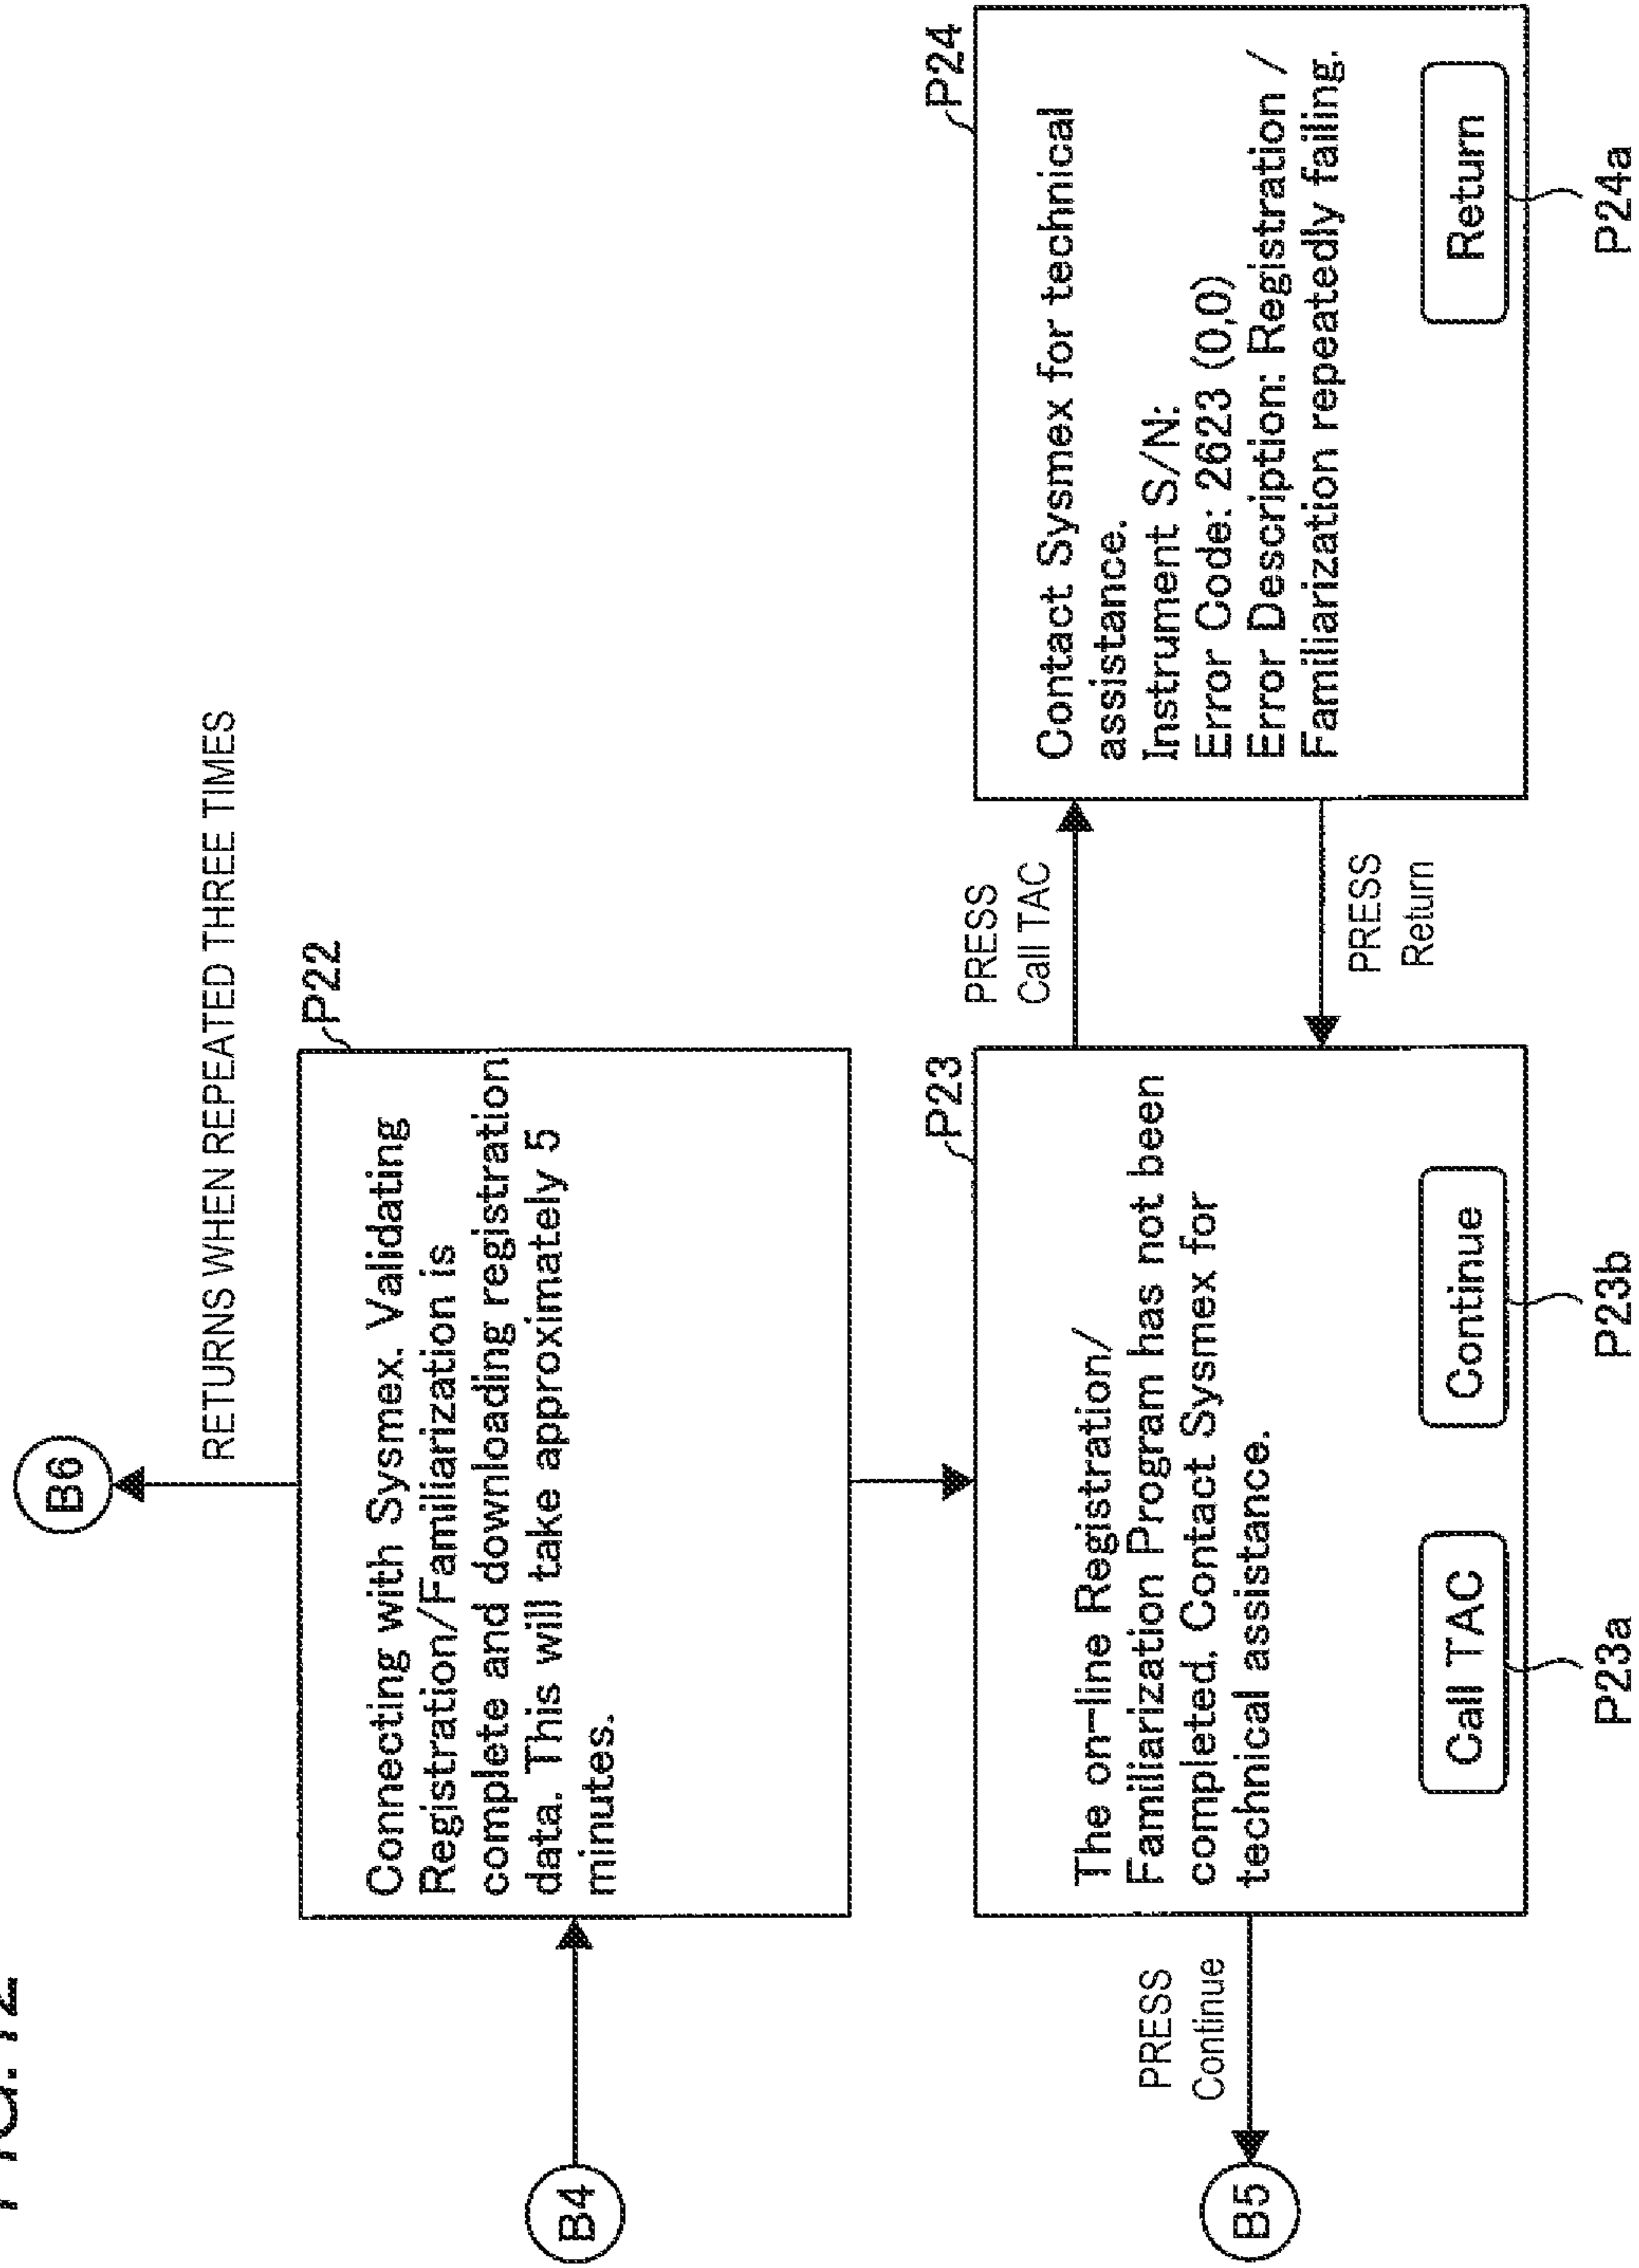 B6
RETURNS WHEN REPEATED THREE TIMES
B4
P22
Connecting with Sysmex. Validating
Registration/Familiarization is
complete and downloading registration
data. This will take approximately 5
minutes.
P23
The on-line Registration/
Familiarization Program has not been
completed. Contact Sysmex for
technical assistance.
Call TAC
Continue
P23a
P23b
PRESS
Continue
B5
PRESS
Call TAC
PRESS
Return
P24
Contact Sysmex for technical
assistance.
Instrument S/N:
Error Code: 2623 (0,0)
Error Description: Registration /
Familiarization repeatedly failing.
Return
P24a